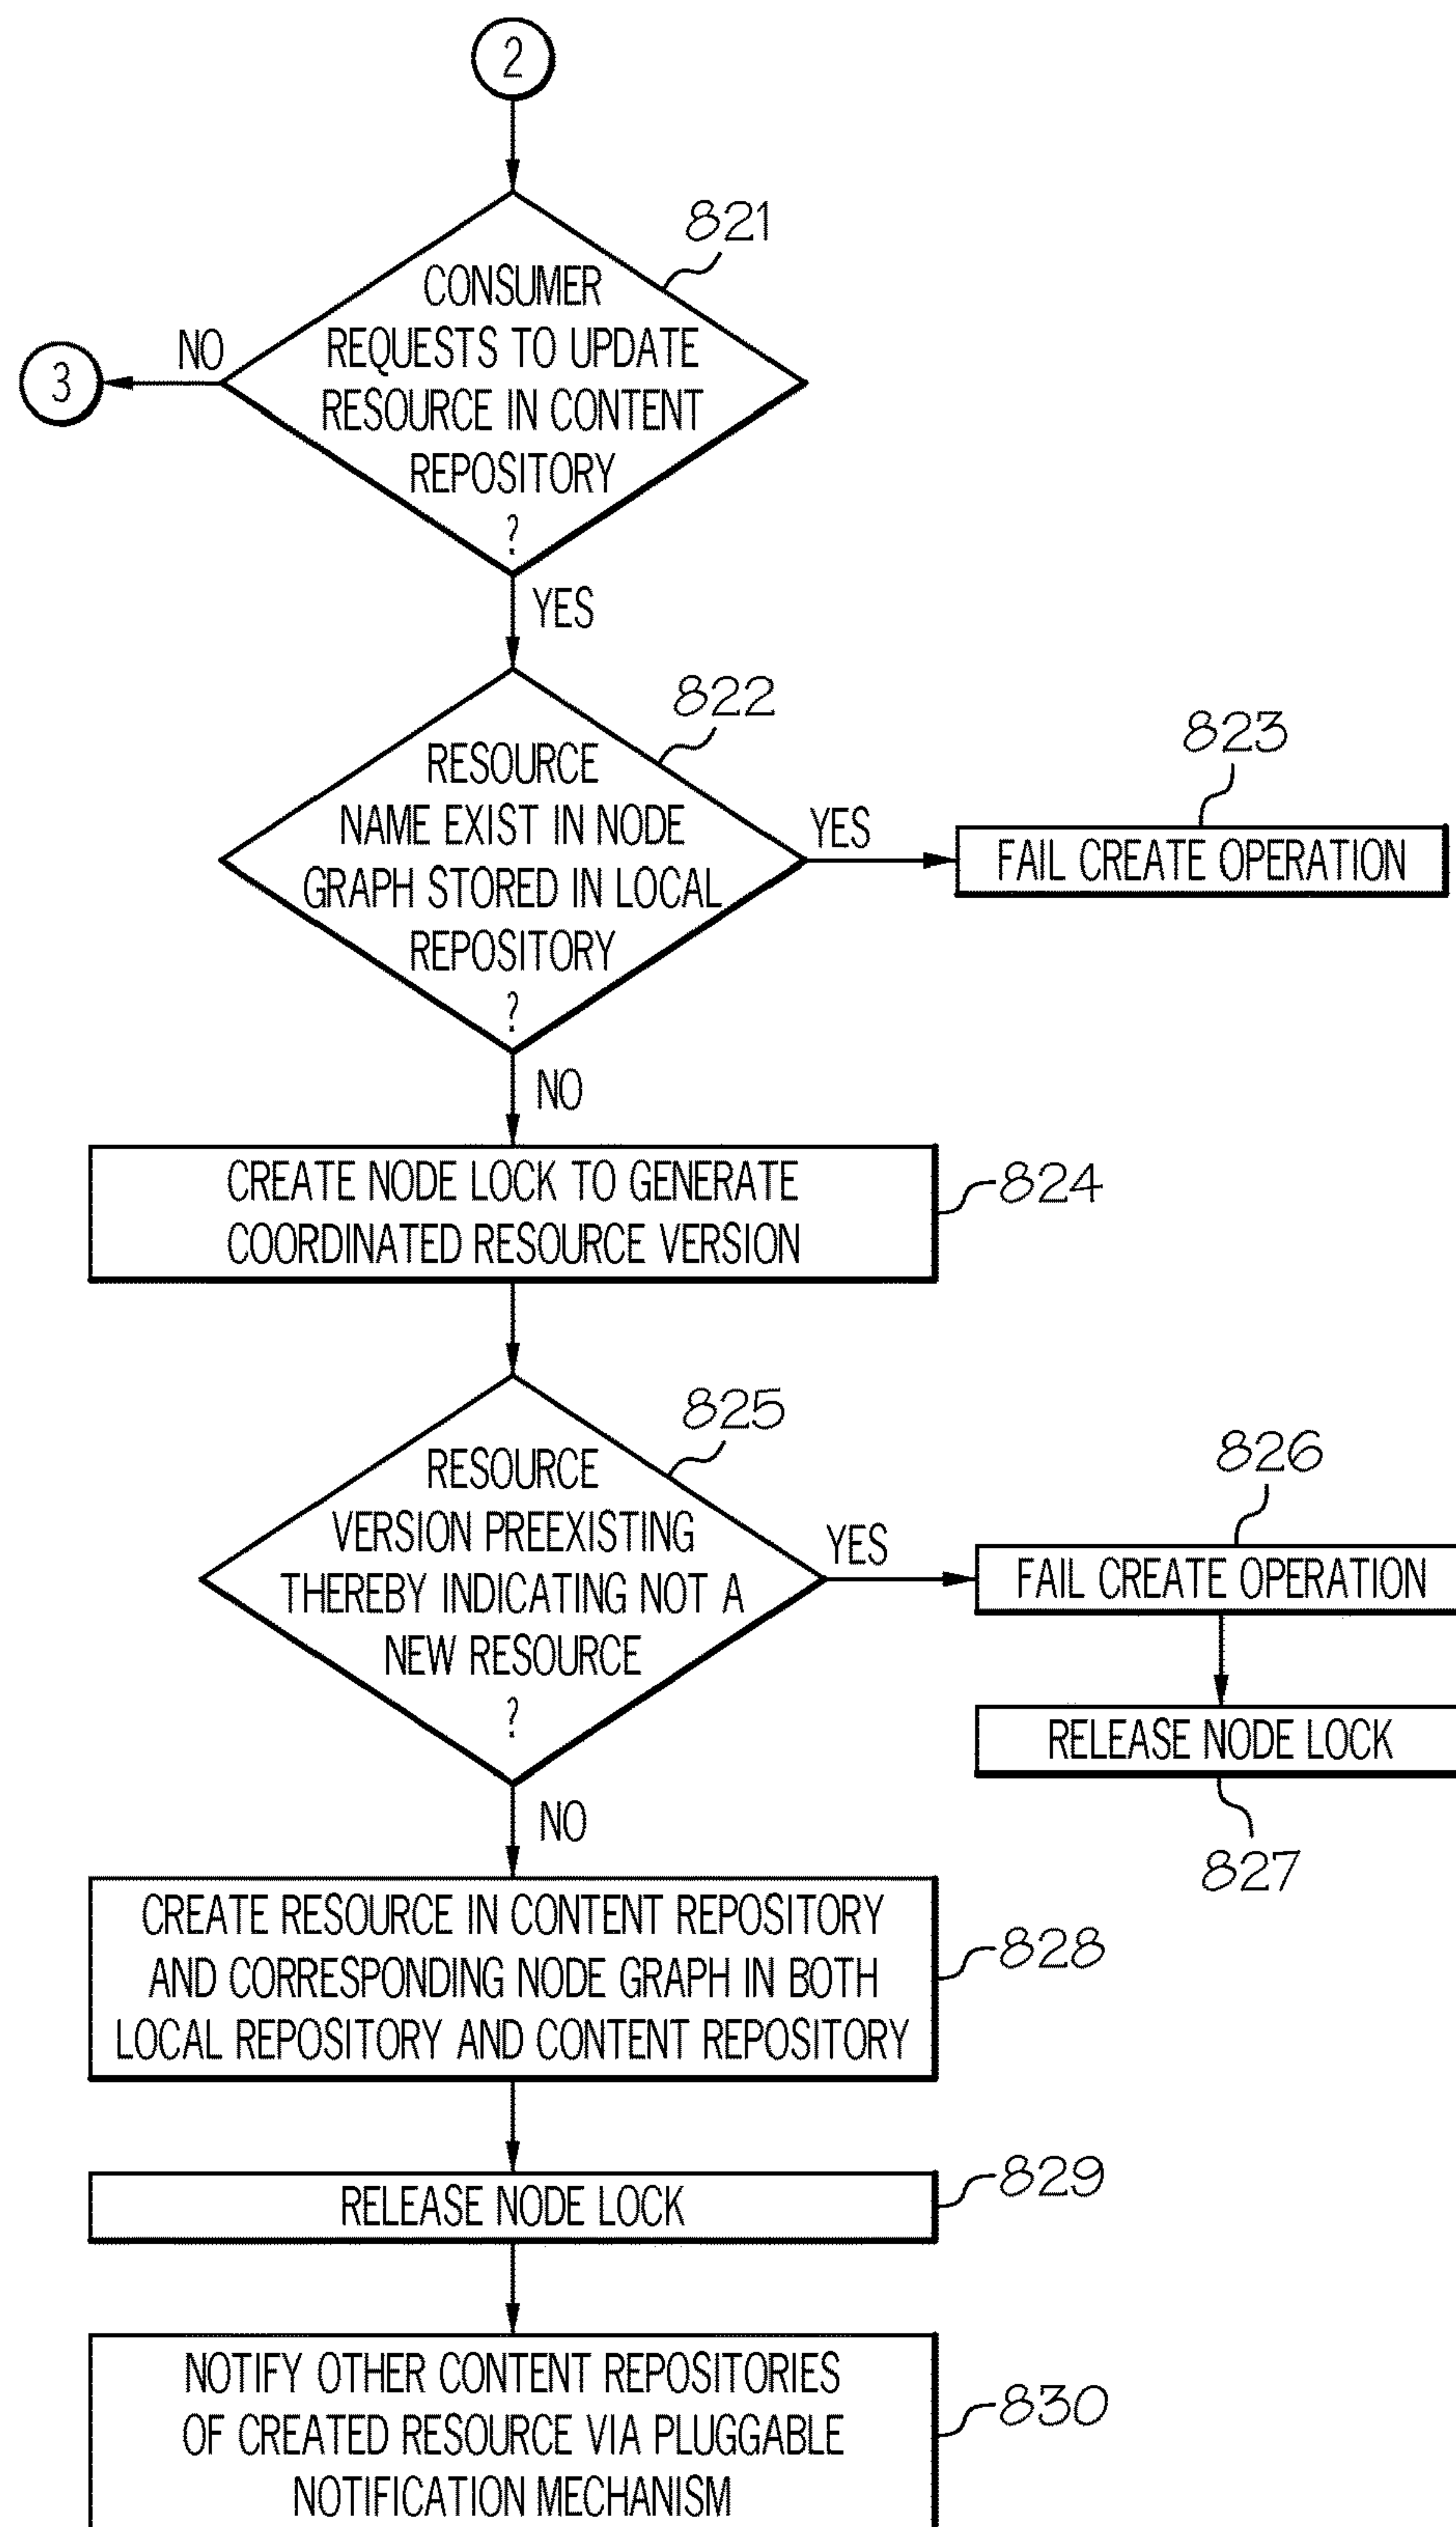 2
821
CONSUMER
REQUESTS TO UPDATE
RESOURCE IN CONTENT
REPOSITORY
?
NO
3
YES
822
RESOURCE
NAME EXIST IN NODE
GRAPH STORED IN LOCAL
REPOSITORY
?
YES
823
FAIL CREATE OPERATION
NO
CREATE NODE LOCK TO GENERATE
COORDINATED RESOURCE VERSION
824
825
RESOURCE
VERSION PREEXISTING
THEREBY INDICATING NOT A
NEW RESOURCE
?
YES
826
FAIL CREATE OPERATION
RELEASE NODE LOCK
827
NO
CREATE RESOURCE IN CONTENT REPOSITORY
AND CORRESPONDING NODE GRAPH IN BOTH
LOCAL REPOSITORY AND CONTENT REPOSITORY
828
RELEASE NODE LOCK
829
NOTIFY OTHER CONTENT REPOSITORIES
OF CREATED RESOURCE VIA PLUGGABLE
NOTIFICATION MECHANISM
830